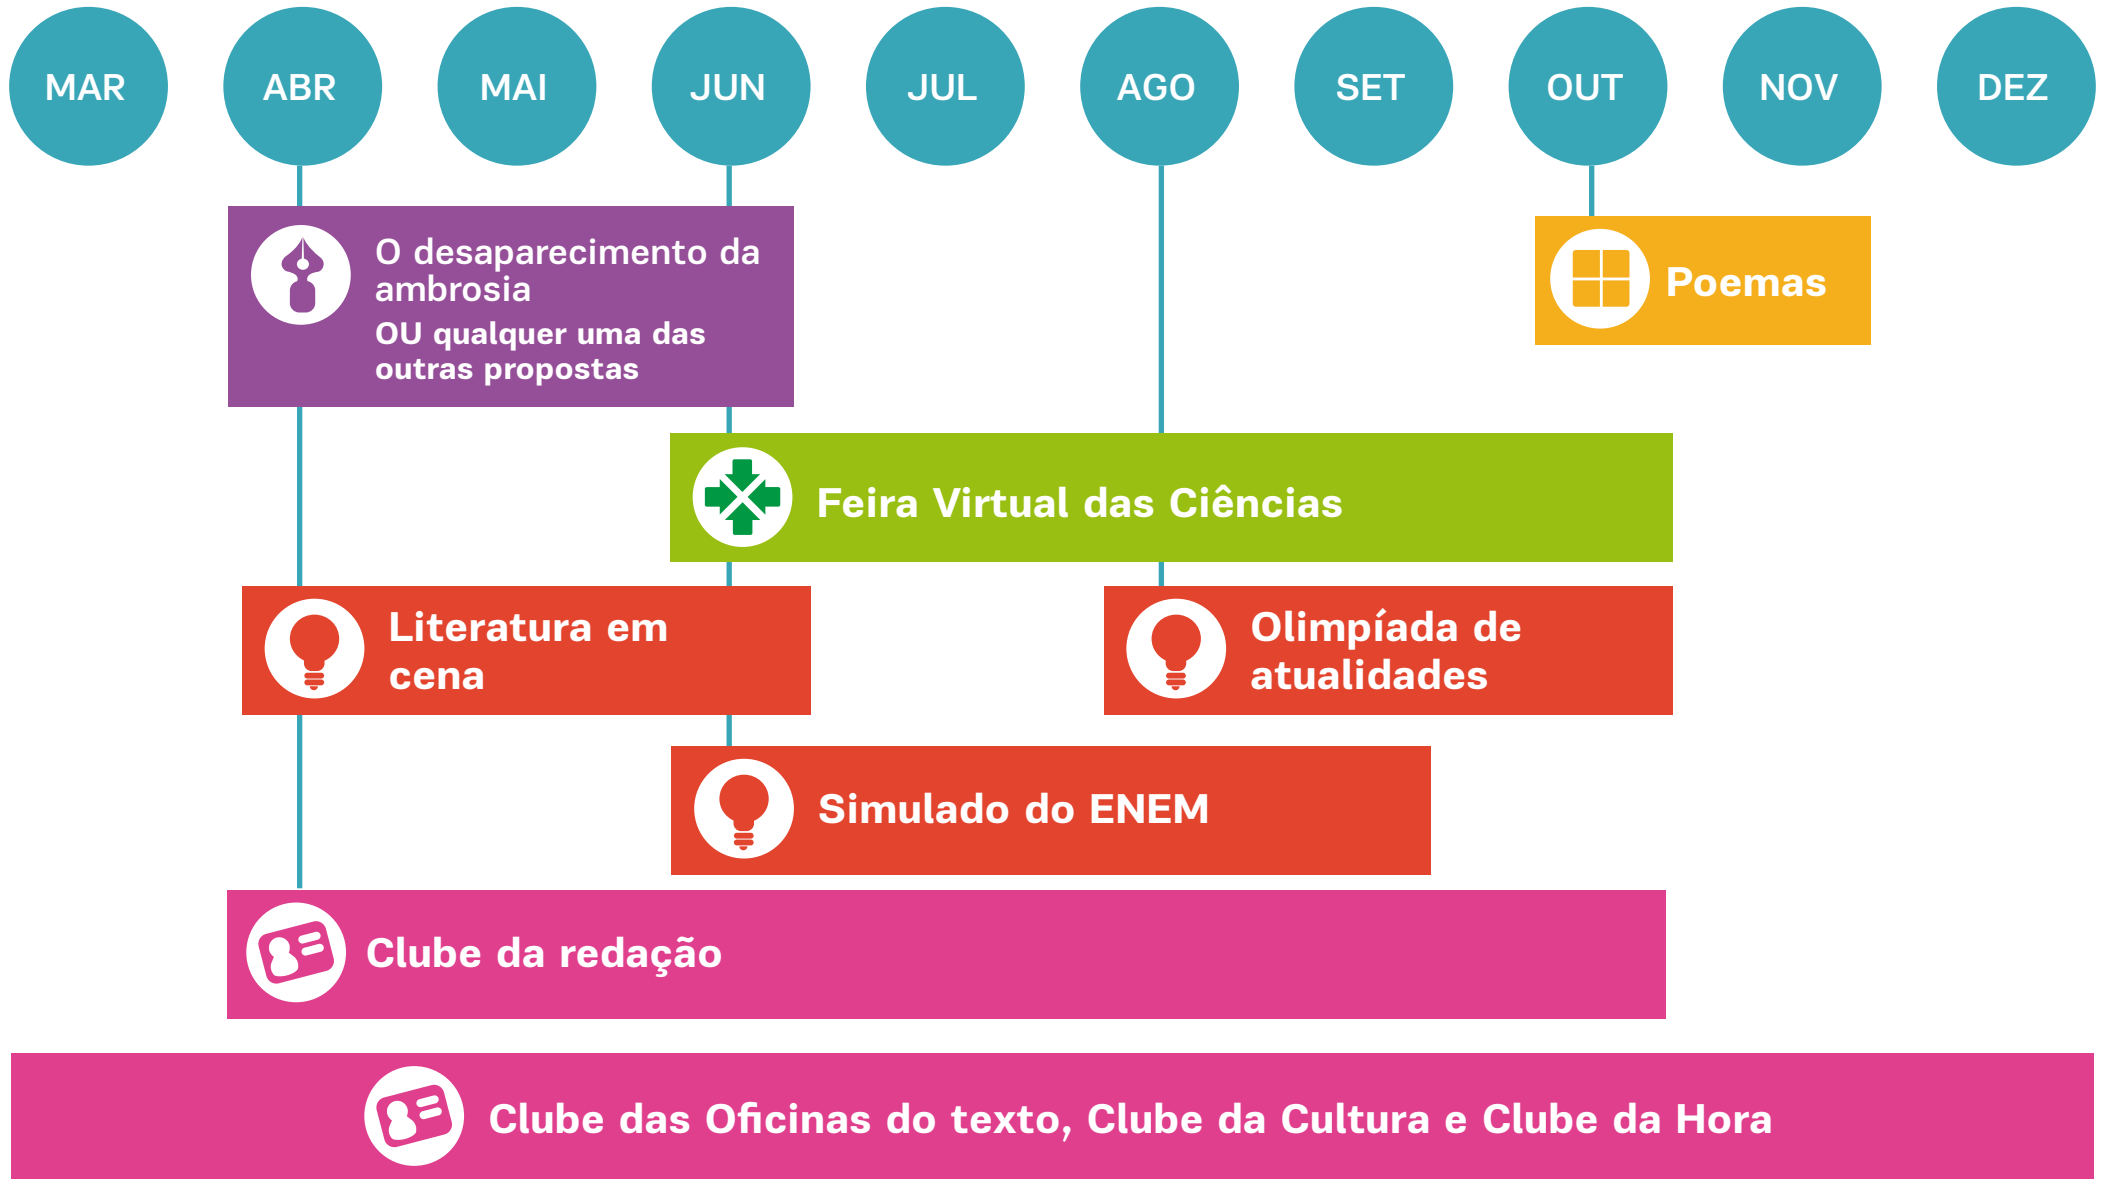 MAR
ABR
MAI
JUN
JUL
AGO
SET
OUT
NOV
DEZ
O desaparecimento da
ambrosia
OU qualquer uma das
outras propostas
Poemas
Feira Virtual das Ciências
Literatura em
cena
Olimpíada de
atualidades
Simulado do ENEM
Clube da redação
Clube das Oficinas do texto, Clube da Cultura e Clube da Hora